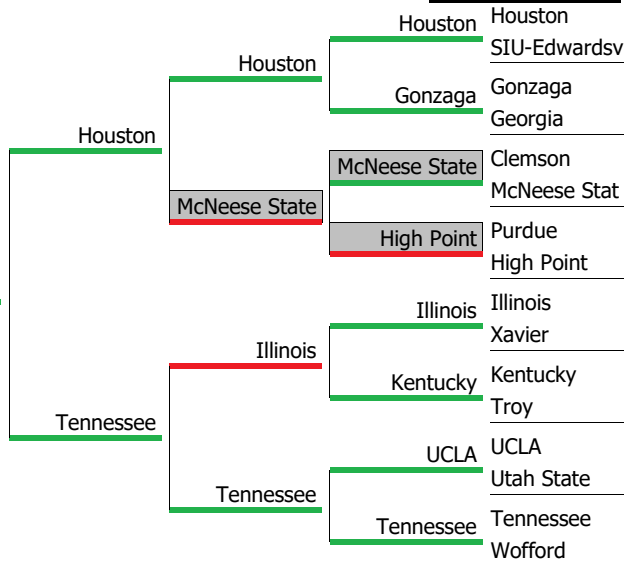 Houston
Houston
SIU-Edwardsv
Houston
Gonzaga
Gonzaga
Georgia
Houston
McNeese State
Clemson
McNeese Stat
McNeese State
High Point
Purdue
High Point
Illinois
Illinois
Xavier
Illinois
Kentucky
Kentucky
Troy
Tennessee
UCLA
UCLA
Utah State
Tennessee
Tennessee
Tennessee
Wofford